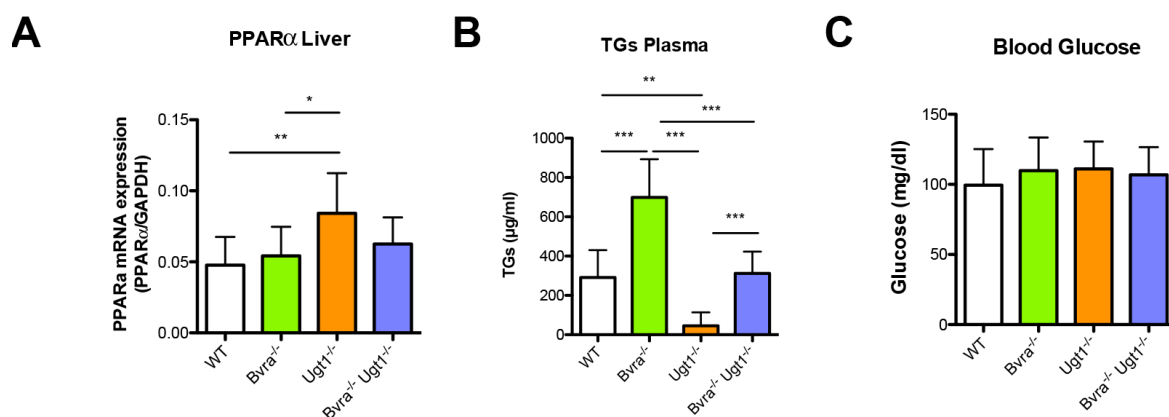 A
PPARα Liver
PPARa mRNA expression
(PPARα/GAPDH)
0.15
0.10
0.05
0.00
*
**
WT
Bvra-/-
Ugt1-/-
Bvra-/- Ugt1-/-
B
TGs Plasma
TGs (µg/ml)
1000
800
600
400
200
0
**
***
*** ***
***
WT
Bvra-/-
Ugt1-/-
Bvra-/- Ugt1-/-
C
Blood Glucose
Glucose (mg/dl)
150
100
50
0
WT
Bvra-/-
Ugt1-/-
Bvra-/- Ugt1-/-